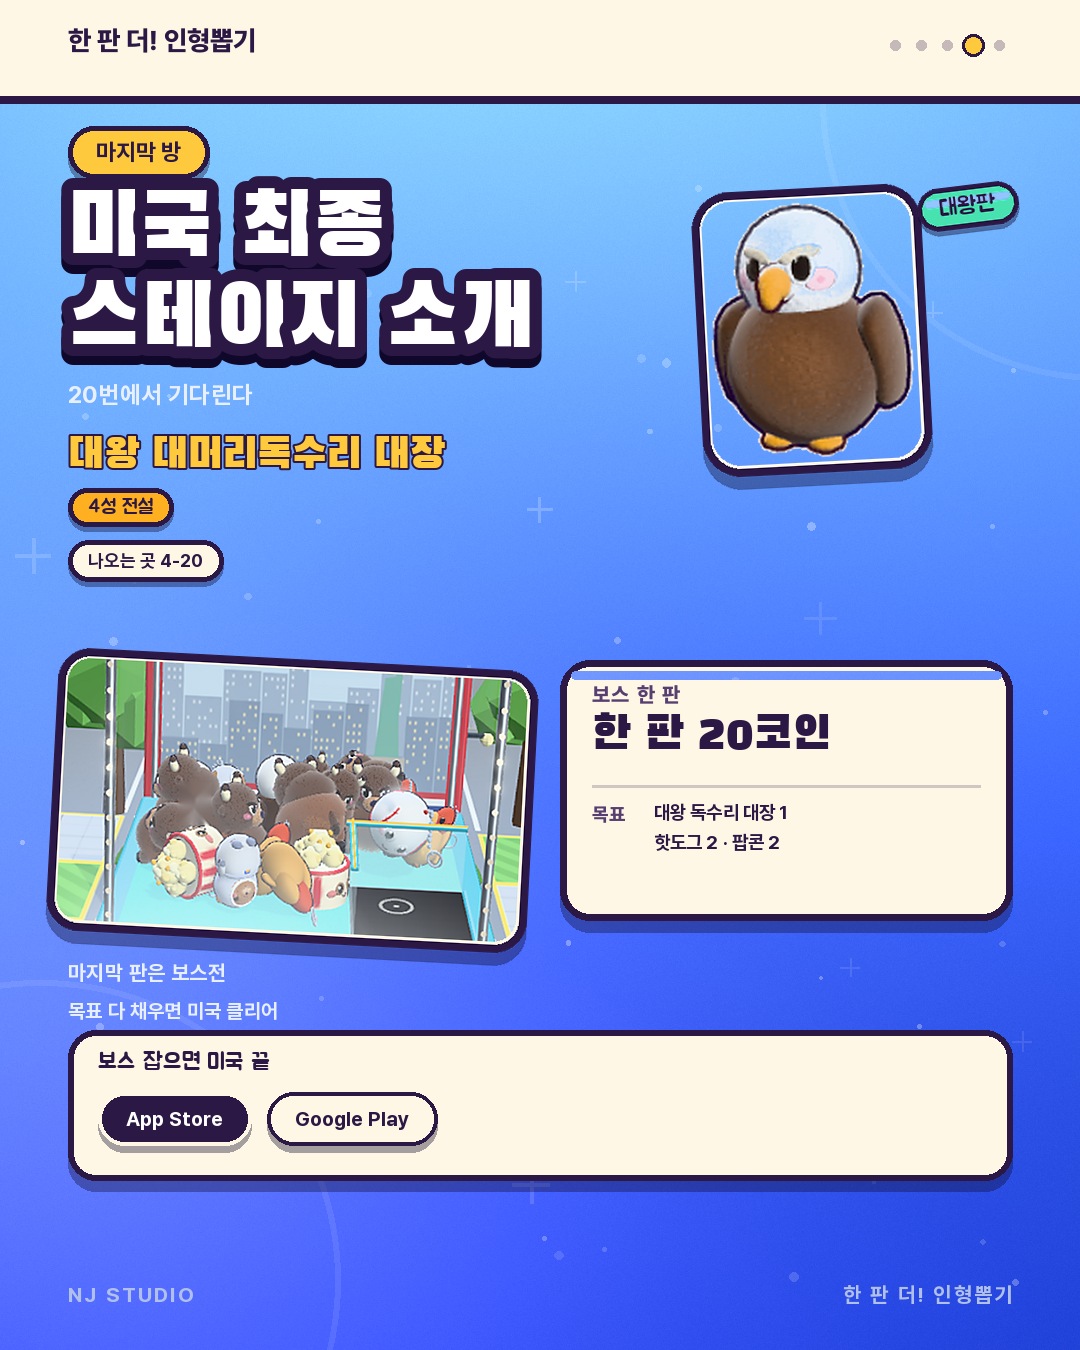 한 판 더! 인형뽑기
마지막 방
미국 최종
스테이지 소개
대왕판
20번에서 기다린다
대왕 대머리독수리 대장
4성 전설
나오는 곳 4-20
보스 한 판
한 판 20코인
목표 대왕 독수리 대장 1
핫도그 2 · 팝콘 2
마지막 판은 보스전
목표 다 채우면 미국 클리어
보스 잡으면 미국 끝
App Store Google Play
NJ STUDIO 한 판 더! 인형뽑기